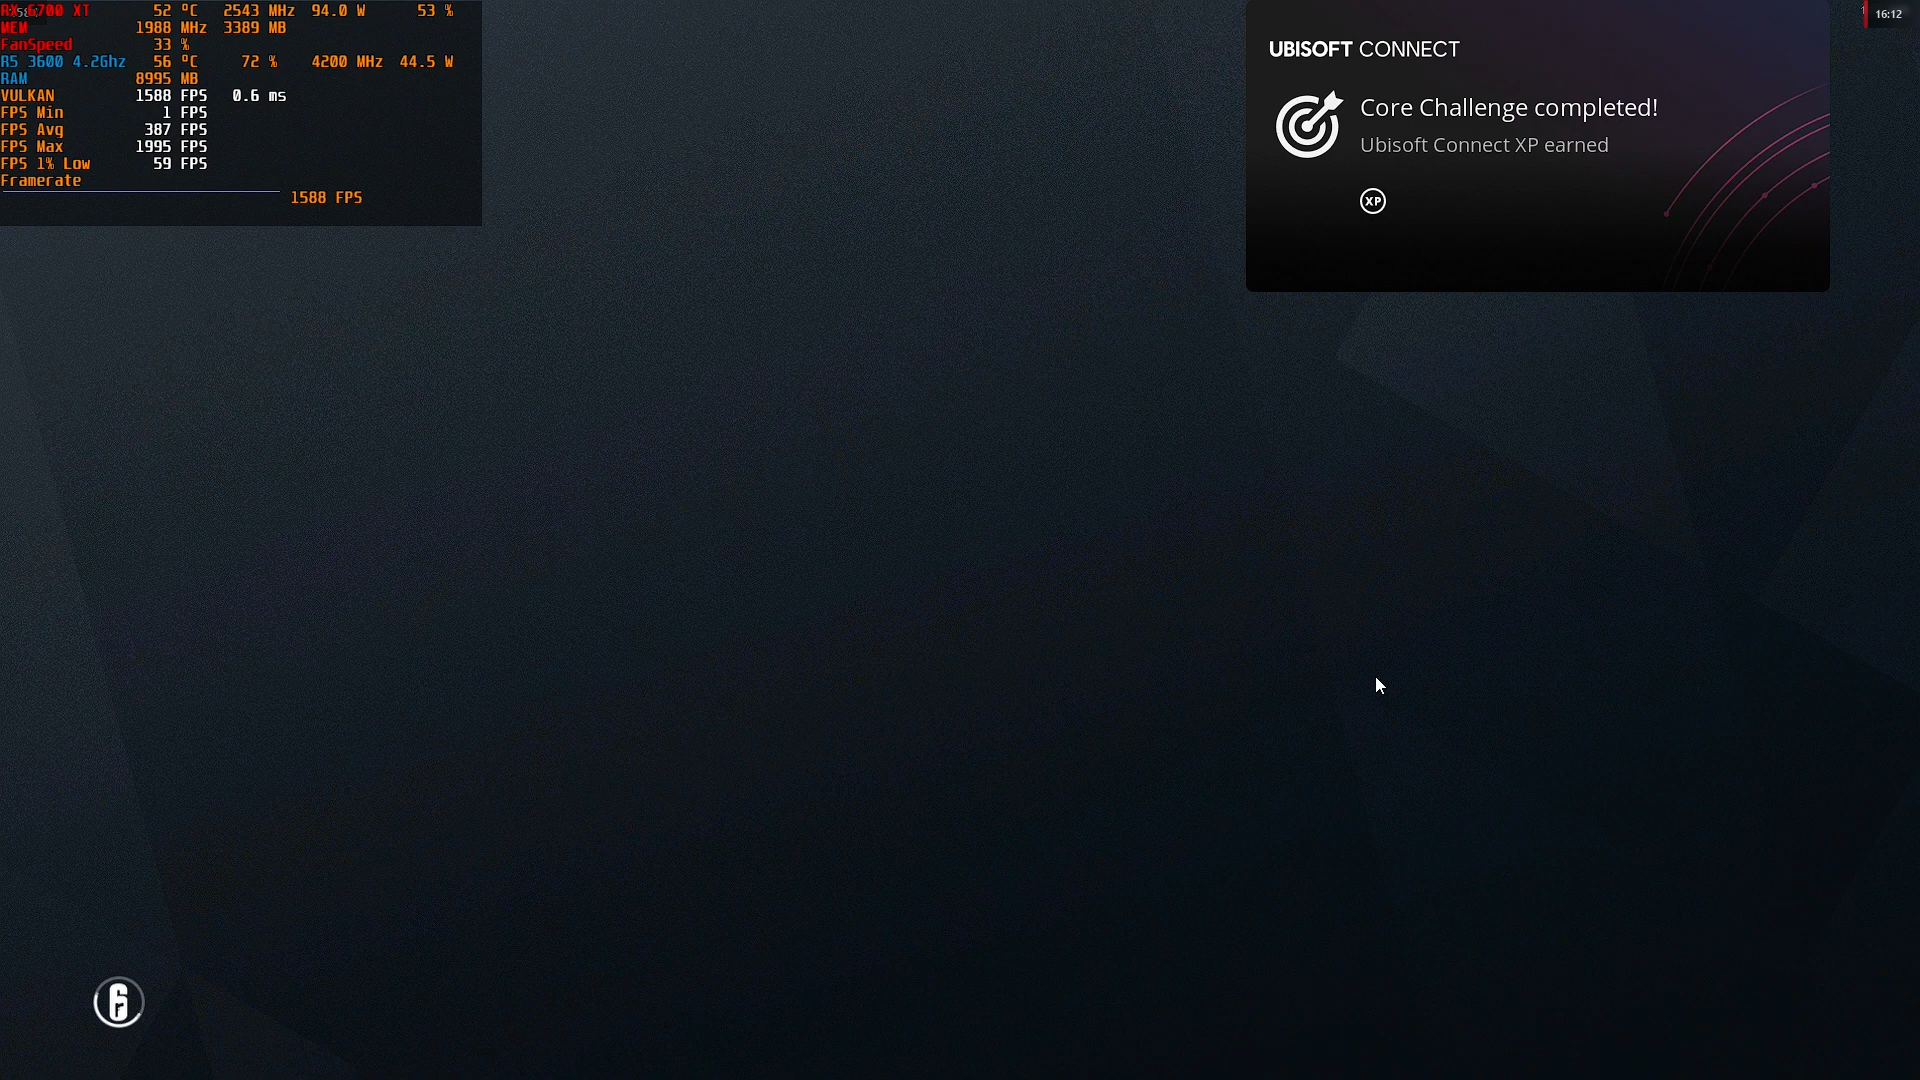 RX 6700 XT 52 °C 2543 MHz 94.0 W 53 %
MEM 1988 MHz 3389 MB
FanSpeed 33 %
R5 3600 4.2Ghz 56 °C 72 % 4200 MHz 44.5 W
RAM 8995 MB
VULKAN 1588 FPS 0.6 ms
FPS Min 1 FPS
FPS Avg 387 FPS
FPS Max 1995 FPS
FPS 1% Low 59 FPS
Framerate
1588 FPS
UBISOFT CONNECT
Core Challenge completed!
Ubisoft Connect XP earned
XP
16:12
6